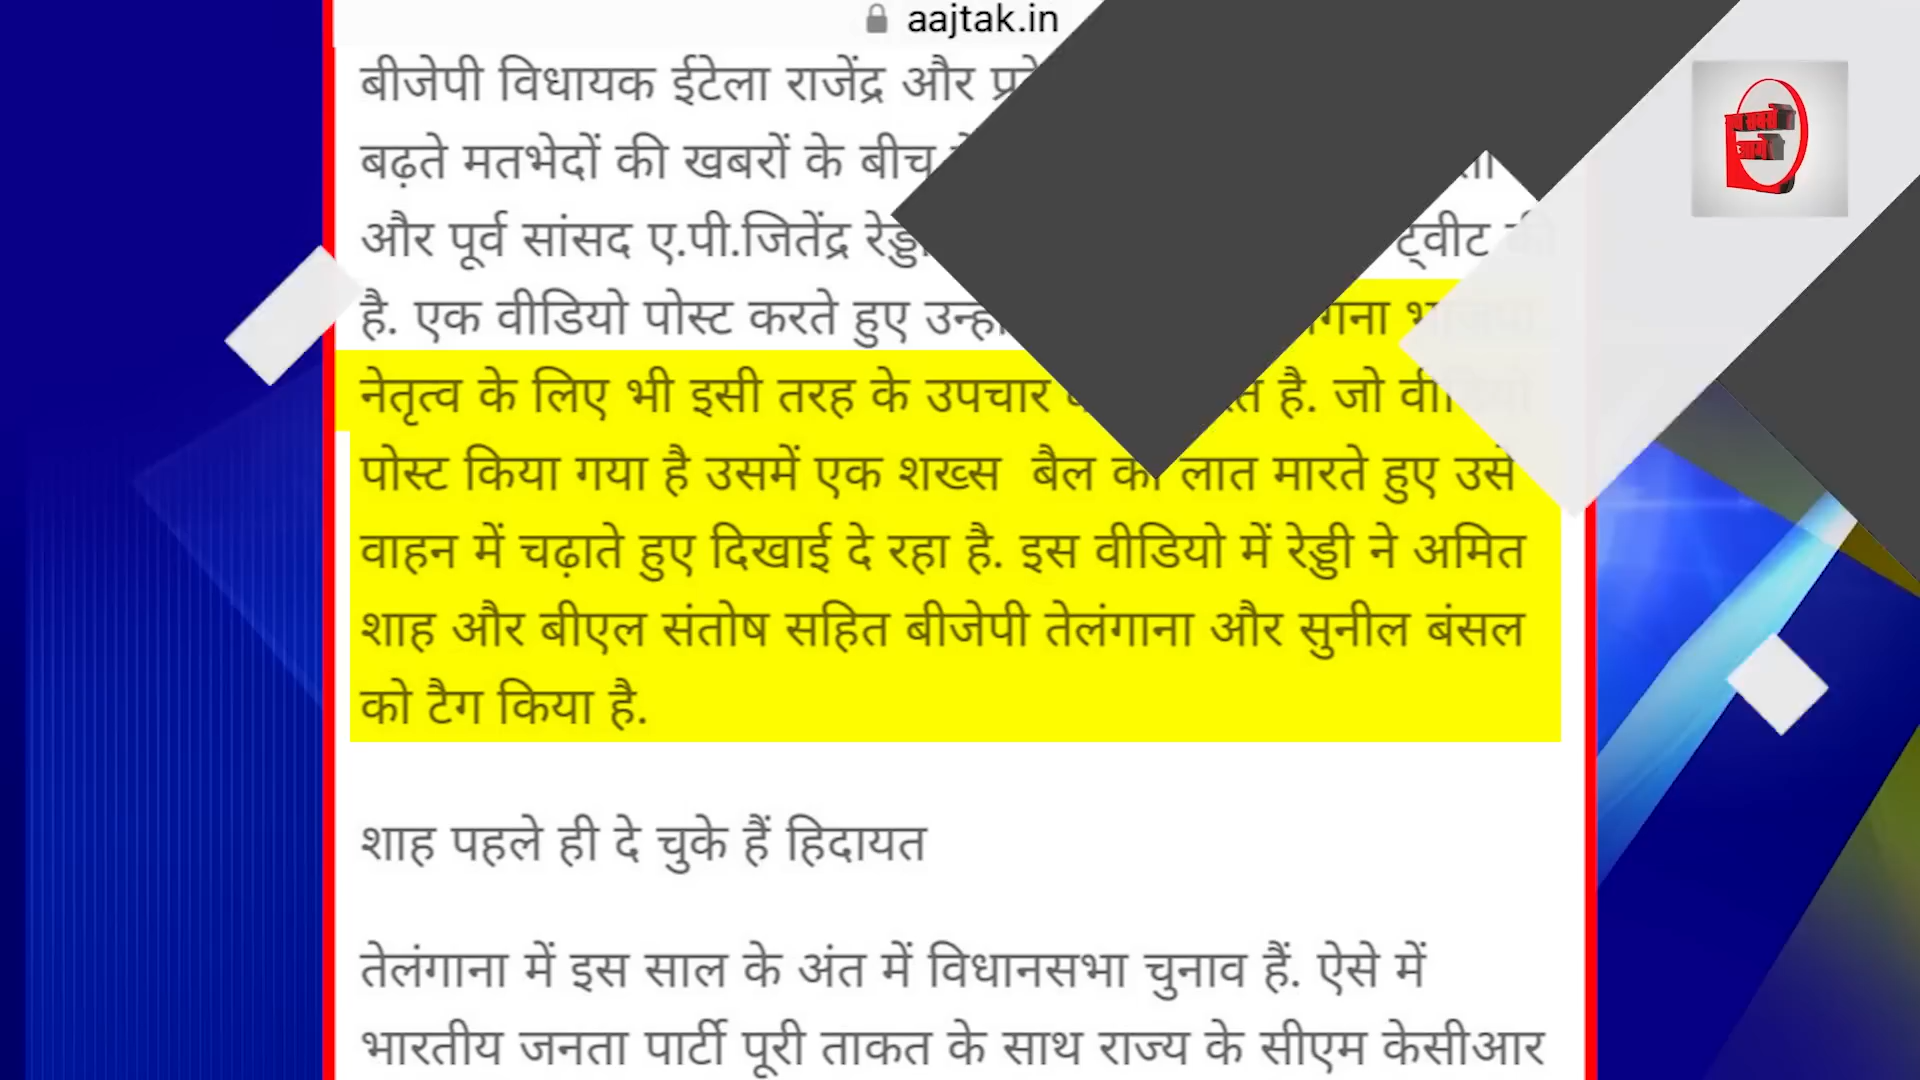 aajtak.in
बीजेपी विधायक ईटेला राजेंद्र और
बढ़ते मतभेदों की खबरों के बीच
और पूर्व सांसद ए.पी.जितेंद्र ट्वीट की
है. एक वीडियो पोस्ट करते हुए
नेतृत्व के लिए भी इसी तरह के उपचार है. जो
पोस्ट किया गया है उसमें एक शख्स बैल को लात मारते हुए उसे
वाहन में चढ़ाते हुए दिखाई दे रहा है. इस वीडियो में रेड्डी ने अमित
शाह और बीएल संतोष सहित बीजेपी तेलंगाना और सुनील बंसल
को टैग किया है.
शाह पहले ही दे चुके हैं हिदायत
तेलंगाना में इस साल के अंत में विधानसभा चुनाव हैं. ऐसे में
भारतीय जनता पार्टी पूरी ताकत के साथ राज्य के सीएम केसीआर